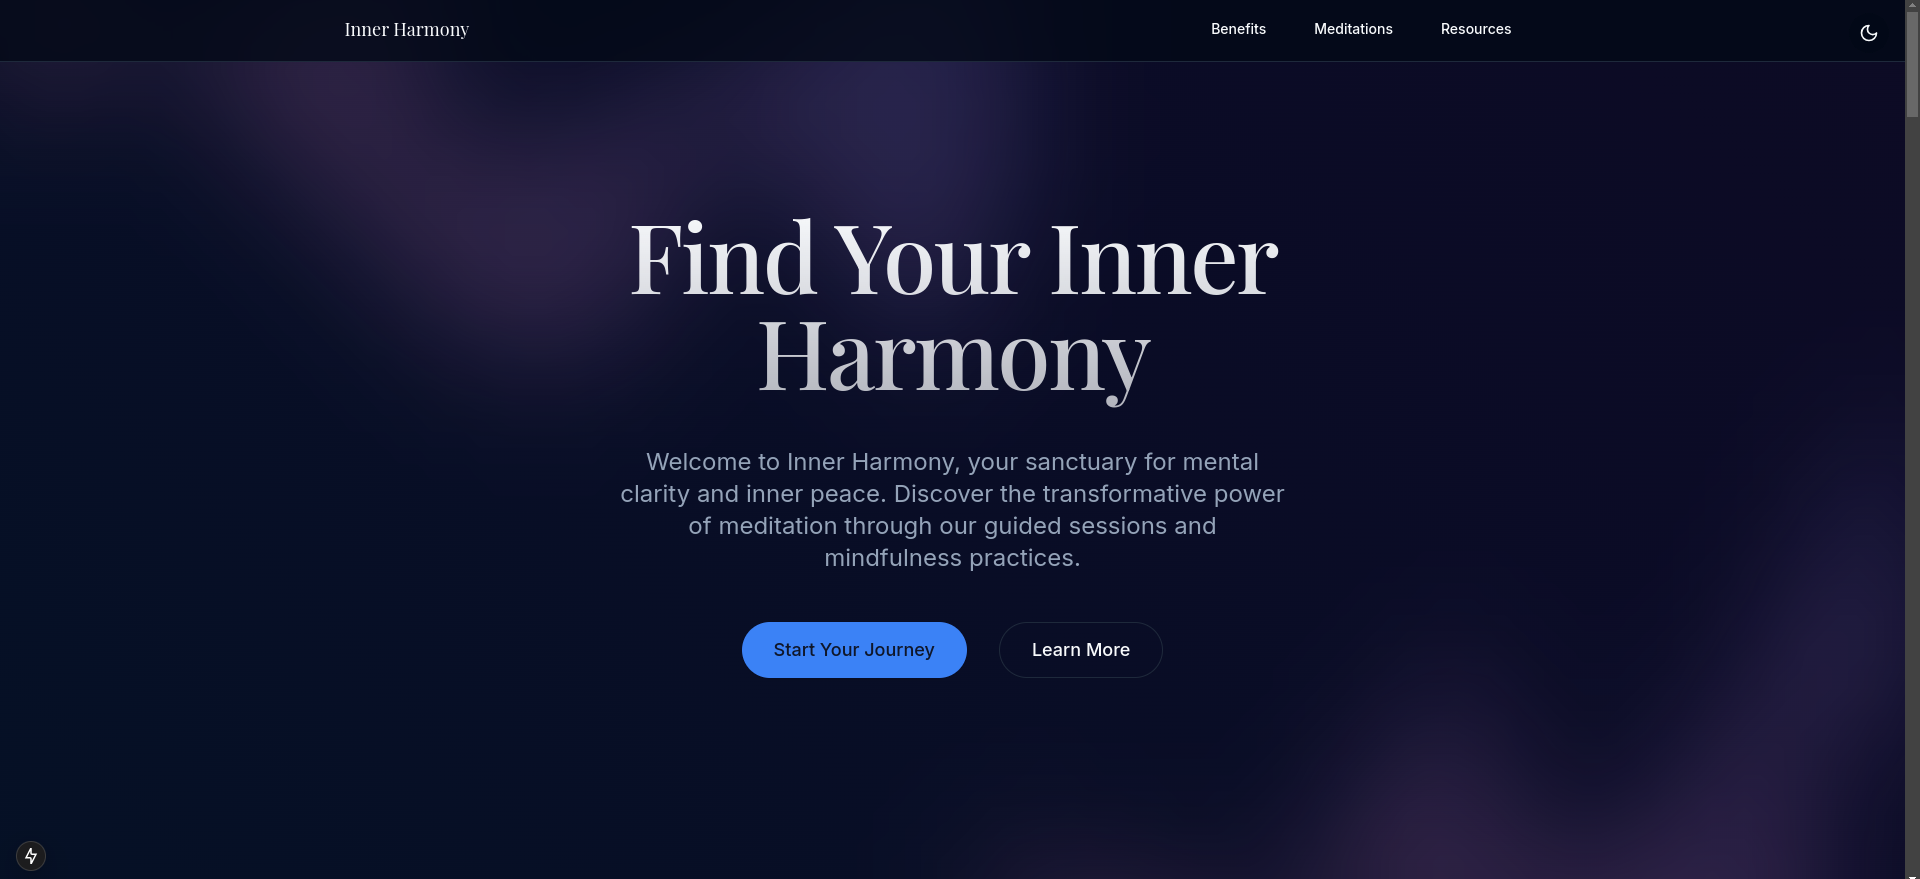 Inner Harmony
Benefits
Meditations
Resources
Find Your Inner
Harmony
Welcome to Inner Harmony, your sanctuary for mental
clarity and inner peace. Discover the transformative power
of meditation through our guided sessions and
mindfulness practices.
Start Your Journey
Learn More